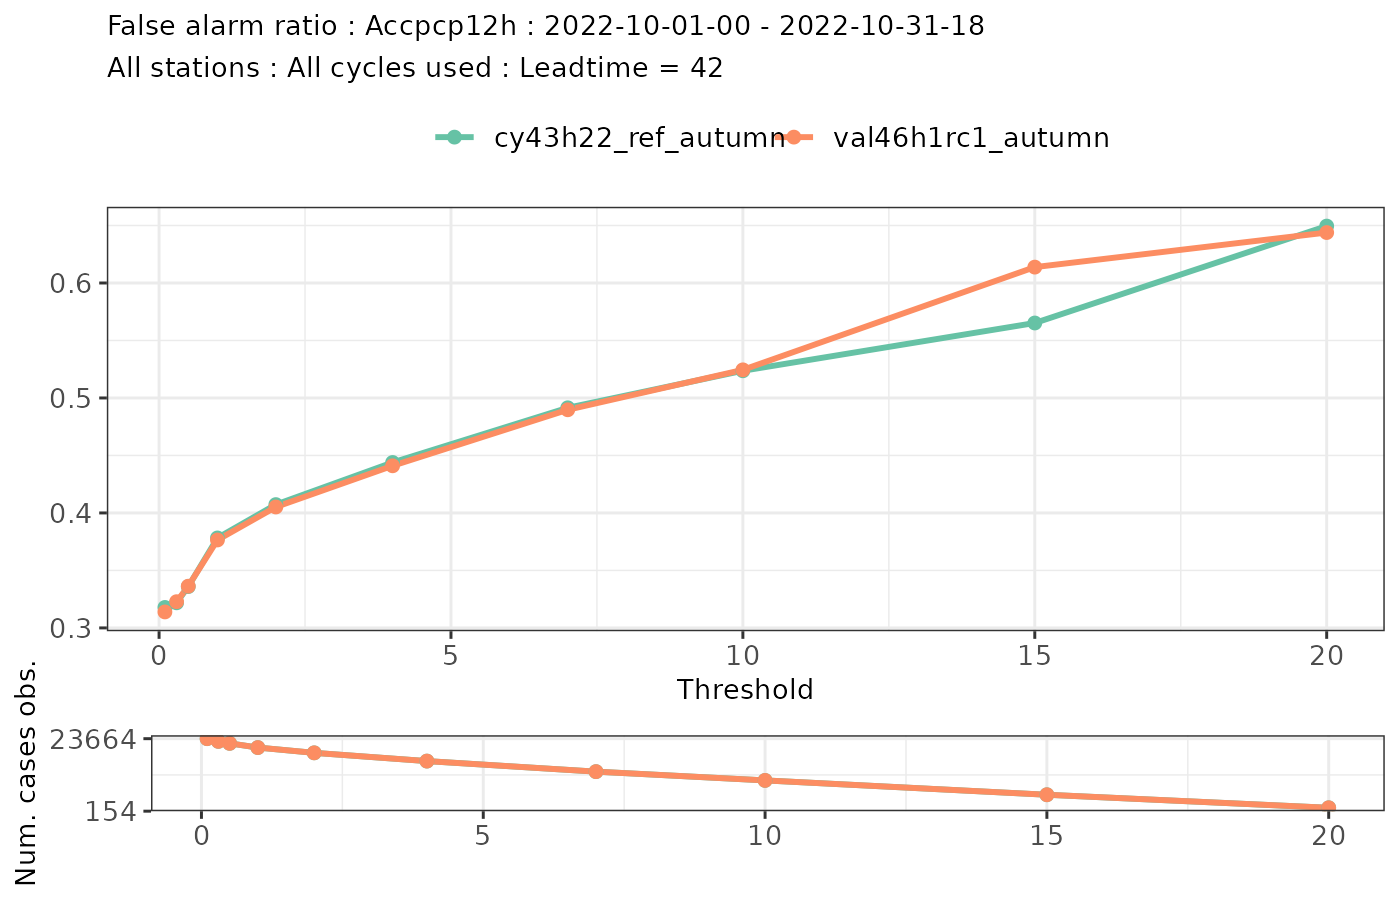 False alarm ratio : Accpcp12h : 2022-10-01-00 - 2022-10-31-18
All stations : All cycles used : Leadtime = 42
cy43h22_ref_autumn val46h1rc1_autumn
0.6
0.5
0.4
0.3
0 5 10 15 20
Threshold
Num. cases obs.
23664
154
0 5 10 15 20